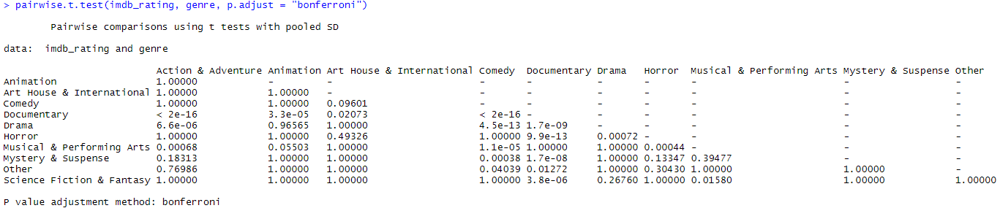 > pairwise.t.test(imdb_rating, genre, p.adjust = "bonferroni")
Pairwise comparisons using t tests with pooled SD
data:  imdb_rating and genre
                          Action & Adventure Animation Art House & International Comedy  Documentary Drama   Horror  Musical & Performing Arts Mystery & Suspense Other
Animation                 1.00000            -         -                         -       -           -       -       -                         -                  -
Art House & International 1.00000            1.00000   -                         -       -           -       -       -                         -                  -
Comedy                    1.00000            1.00000   0.09601                   -       -           -       -       -                         -                  -
Documentary               < 2e-16            3.3e-05   0.02073                   < 2e-16 -           -       -       -                         -                  -
Drama                     6.6e-06            0.96565   1.00000                   4.5e-13 1.7e-09     -       -       -                         -                  -
Horror                    1.00000            1.00000   0.49326                   1.00000 9.9e-13     0.00072 -       -                         -                  -
Musical & Performing Arts 0.00068            0.05503   1.00000                   1.1e-05 1.00000     1.00000 0.00044 -                         -                  -
Mystery & Suspense        0.18313            1.00000   1.00000                   0.00038 1.7e-08     1.00000 0.13347 0.39477                   -                  -
Other                     0.76986            1.00000   1.00000                   0.04039 0.01272     1.00000 0.30430 1.00000                   1.00000            -
Science Fiction & Fantasy 1.00000            1.00000   1.00000                   1.00000 3.8e-06     0.26760 1.00000 0.01580                   1.00000            1.00000
P value adjustment method: bonferroni